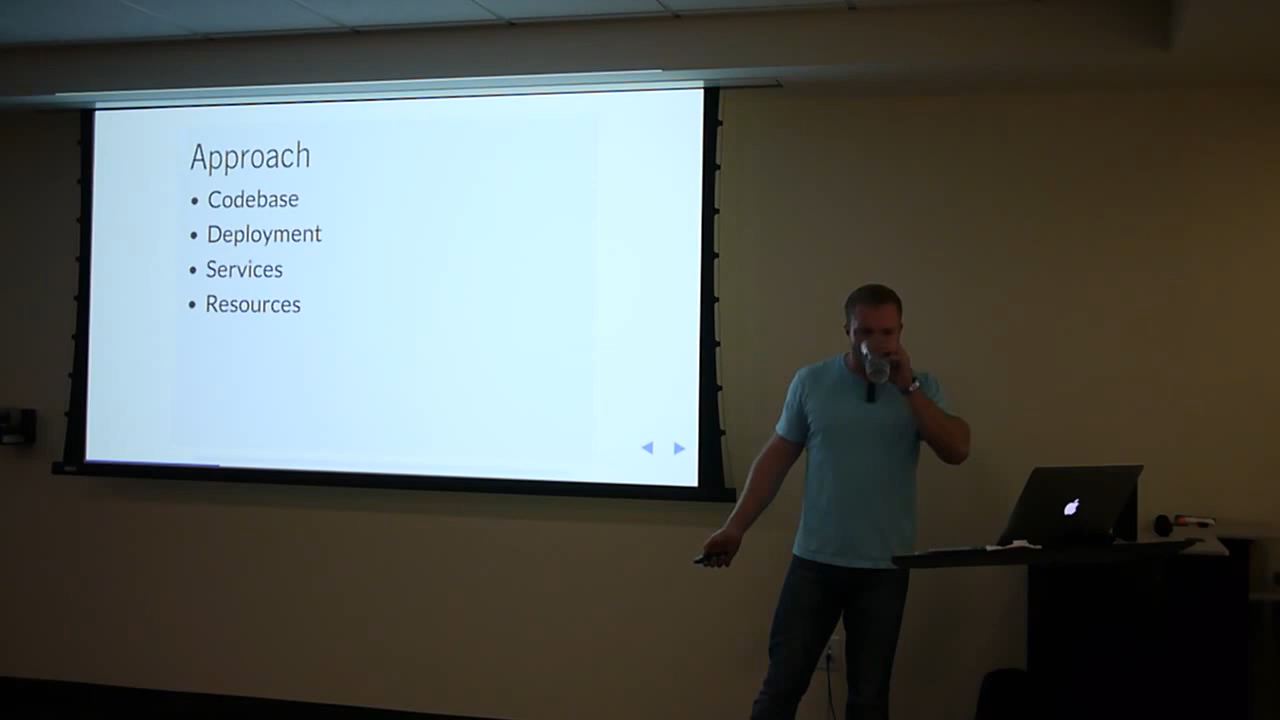 Approach
• Codebase
• Deployment
• Services
• Resources